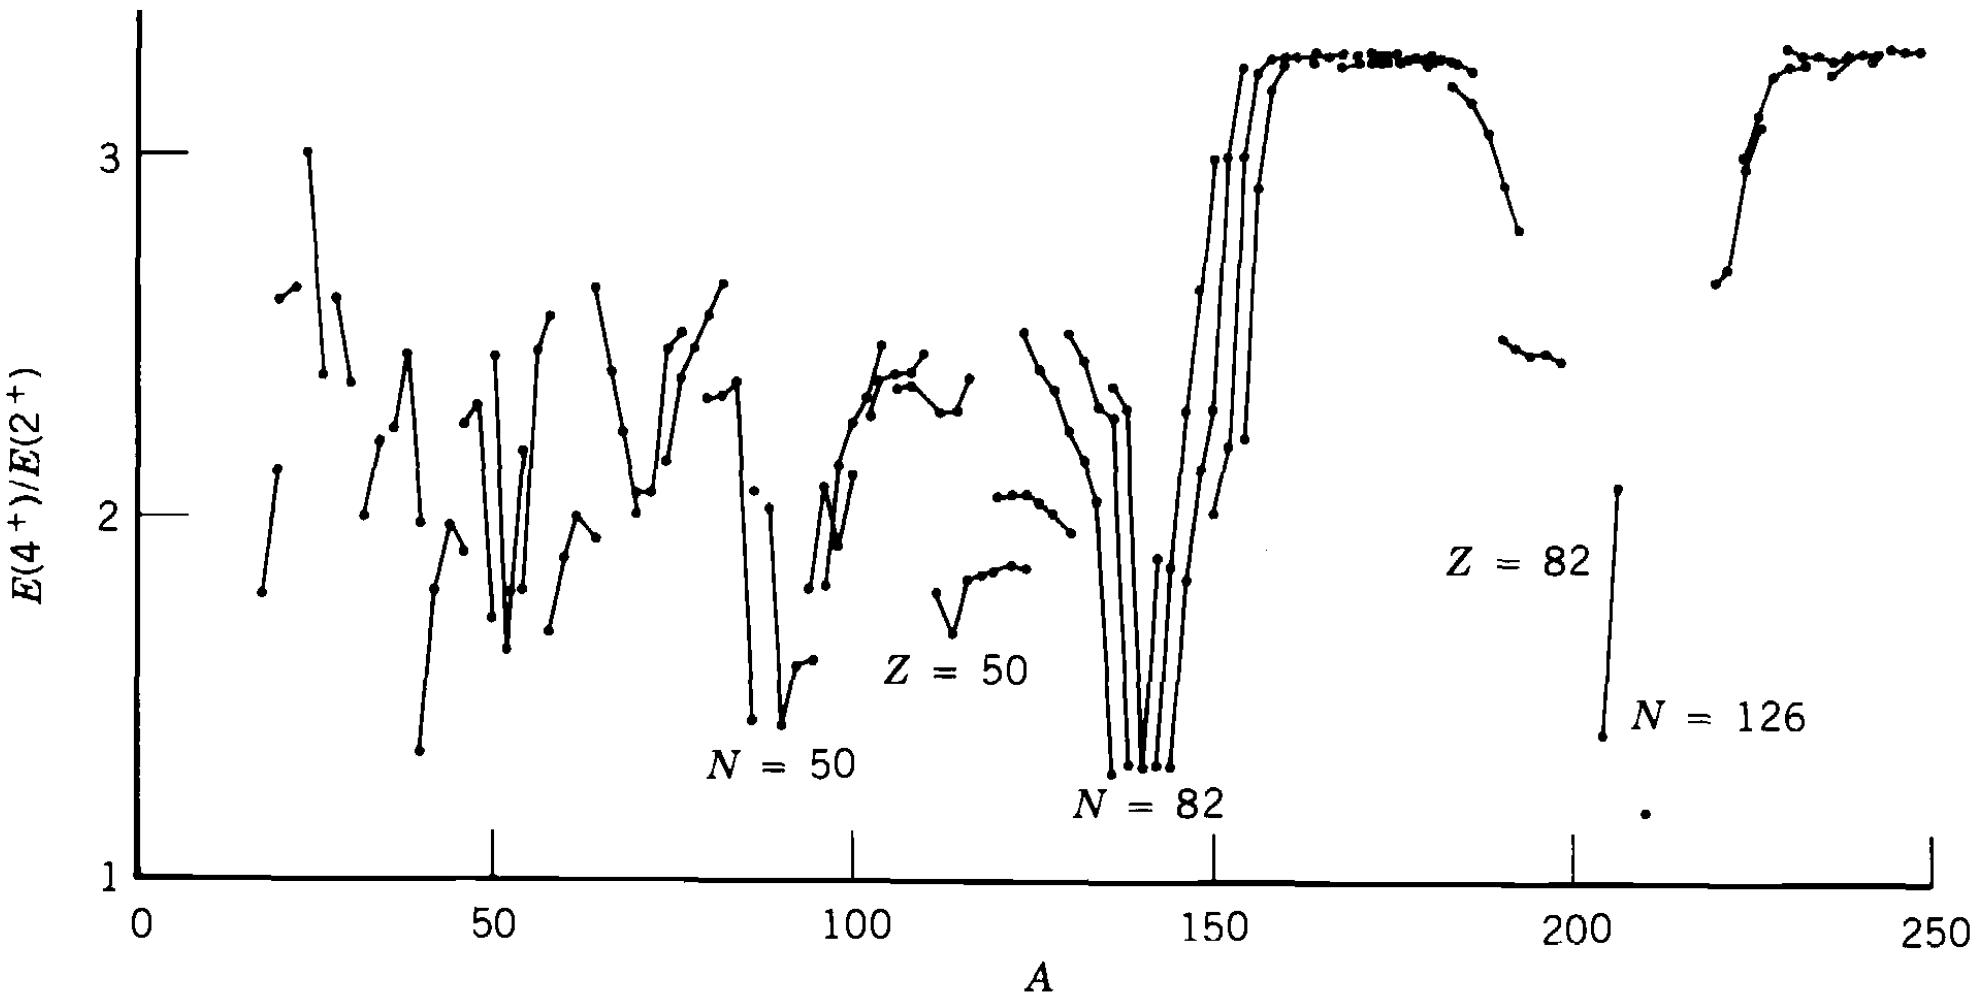 E(4⁺)/E(2⁺)
3
2
1
Z = 82
Z = 50
N = 126
N = 50
N = 82
0 50 100 150 200 250
A